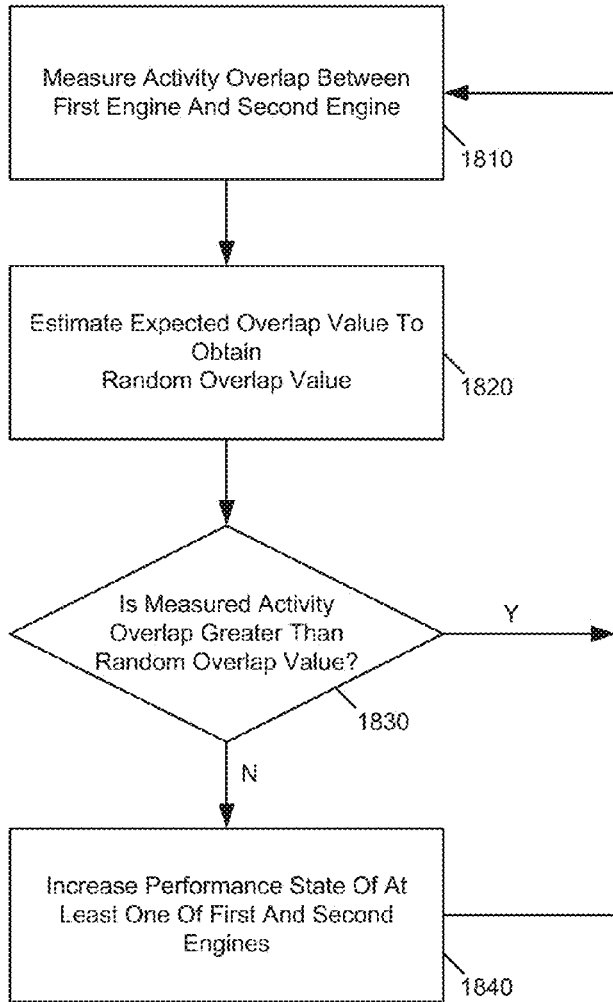 Measure Activity Overlap Between
First Engine And Second Engine
1810
Estimate Expected Overlap Value To
Obtain
Random Overlap Value
1820
Is Measured Activity
Overlap Greater Than
Random Overlap Value?
Y
1830
N
Increase Performance State Of At
Least One Of First And Second
Engines
1840